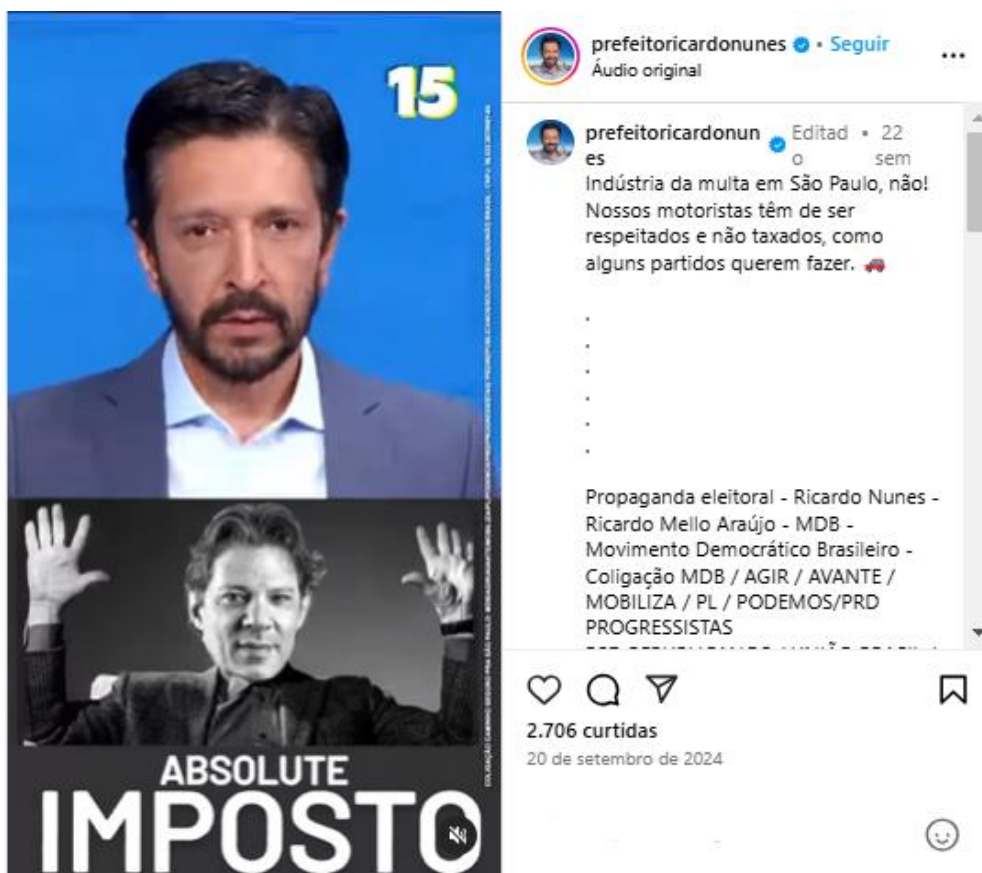 15
ABSOLUTE
IMPOSTO
prefeitoricardonunes • Seguir
Áudio original
prefeitoricardonun
es
Editad
o
• 22
sem
Indústria da multa em São Paulo, não!
Nossos motoristas têm de ser
respeitados e não taxados, como
alguns partidos querem fazer. 🚗
.
.
.
.
.
.
Propaganda eleitoral - Ricardo Nunes -
Ricardo Mello Araújo - MDB -
Movimento Democrático Brasileiro -
Coligação MDB / AGIR / AVANTE /
MOBILIZA / PL / PODEMOS/PRD
PROGRESSISTAS
2.706 curtidas
20 de setembro de 2024